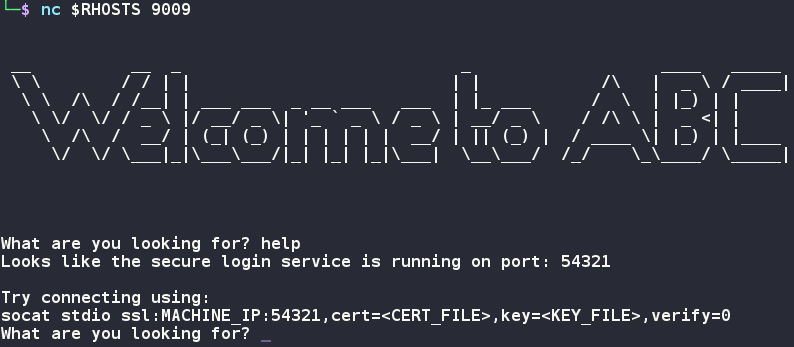 └─$ nc $RHOSTS 9009
Welcome to ABC
What are you looking for? help
Looks like the secure login service is running on port: 54321
Try connecting using:
socat stdio ssl:MACHINE_IP:54321,cert=<CERT_FILE>,key=<KEY_FILE>,verify=0
What are you looking for? _